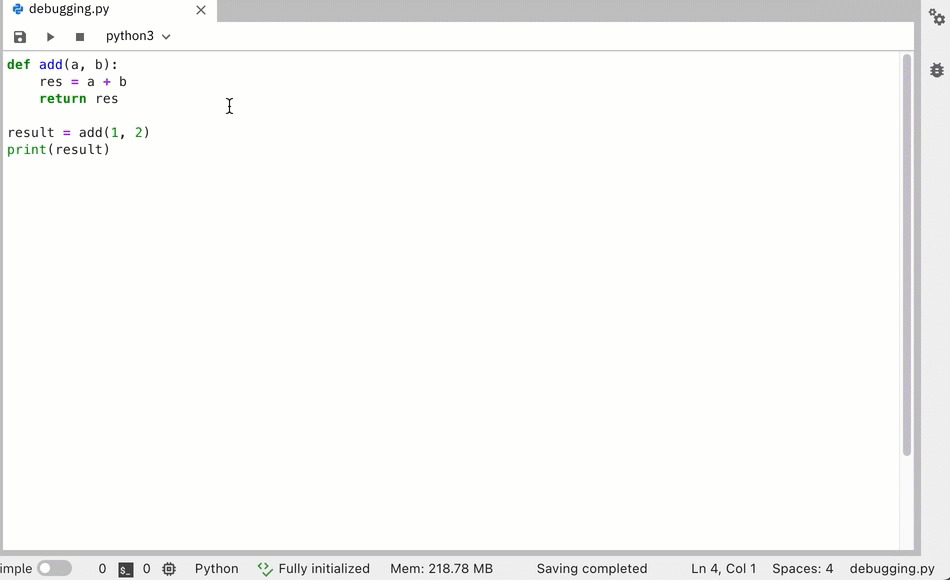 debugging.py
python3
def add(a, b):
    res = a + b
    return res
result = add(1, 2)
print(result)
imple 0 $_ 0 Python Fully initialized Mem: 218.78 MB Saving completed Ln 4, Col 1 Spaces: 4 debugging.py